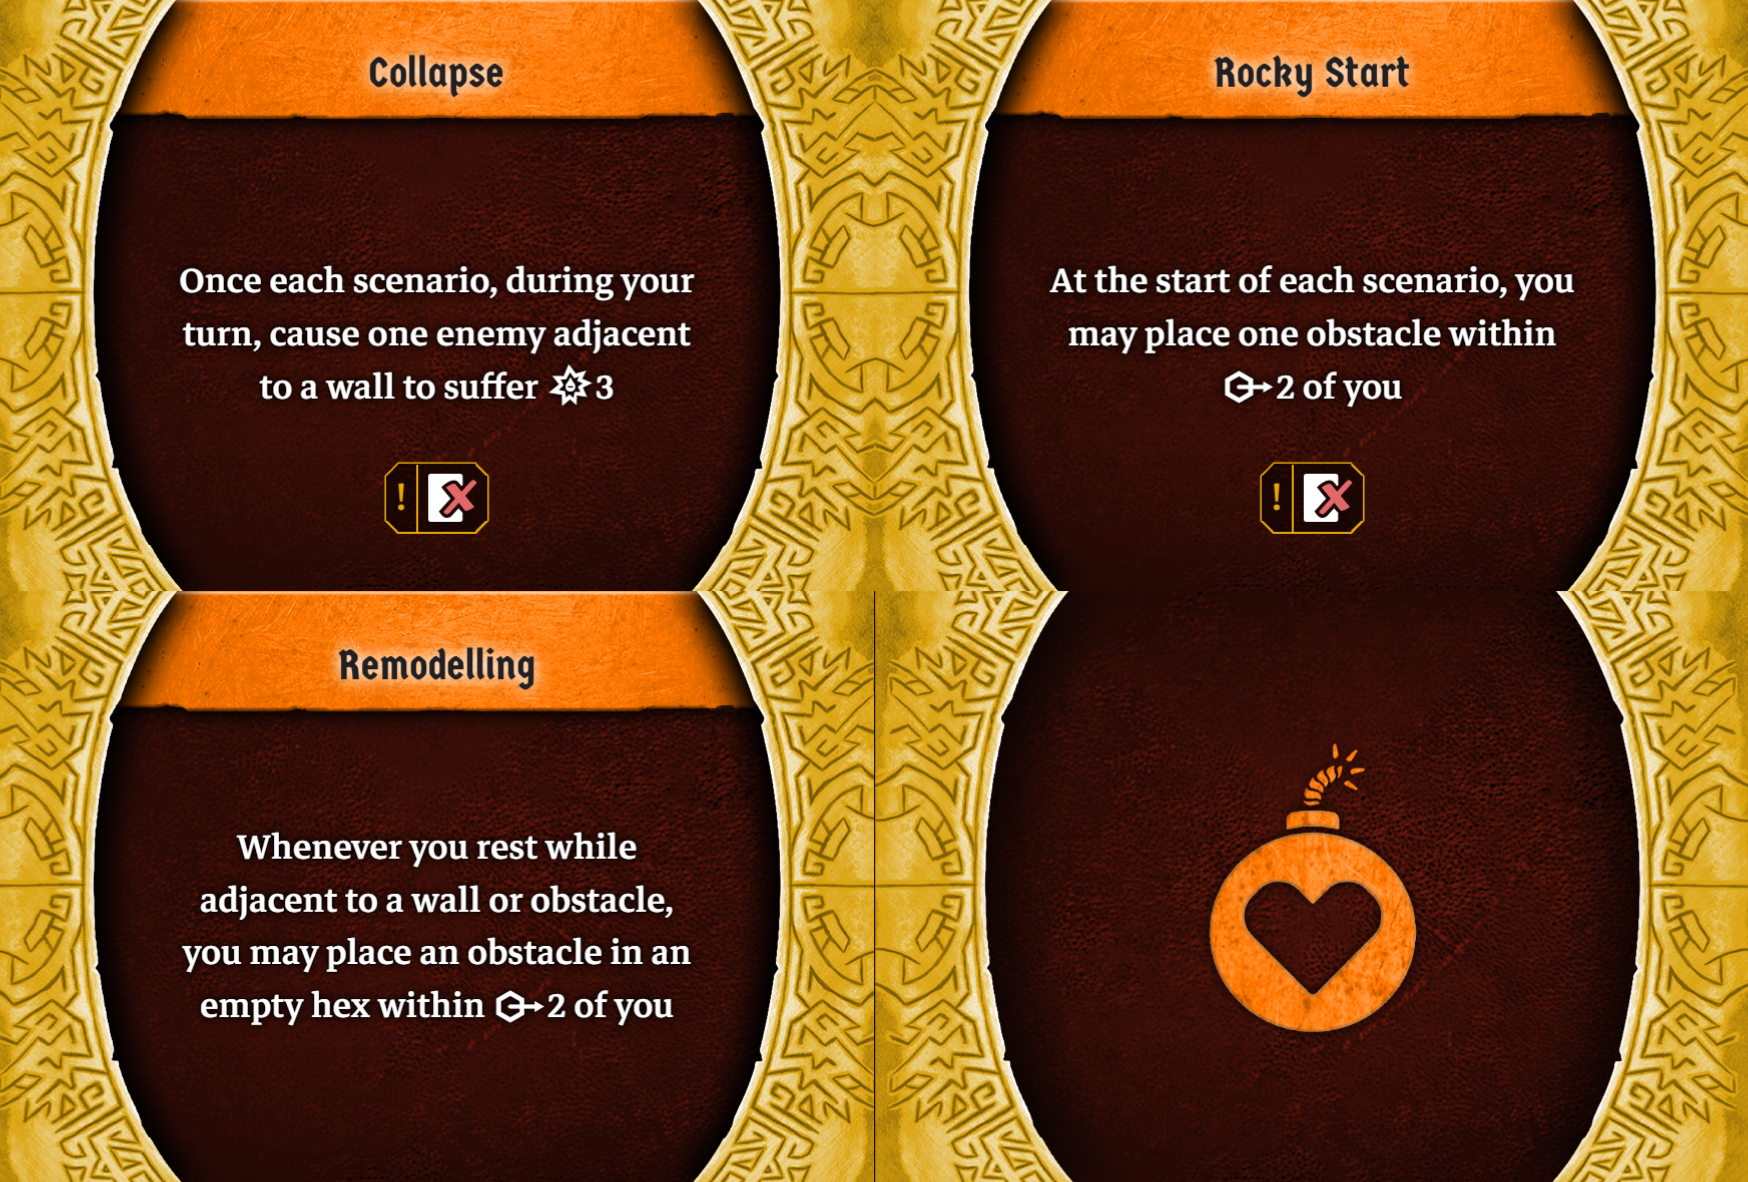 Collapse
Once each scenario, during your
turn, cause one enemy adjacent
to a wall to suffer 3
!
Rocky Start
At the start of each scenario, you
may place one obstacle within
2 of you
!
Remodelling
Whenever you rest while
adjacent to a wall or obstacle,
you may place an obstacle in an
empty hex within 2 of you